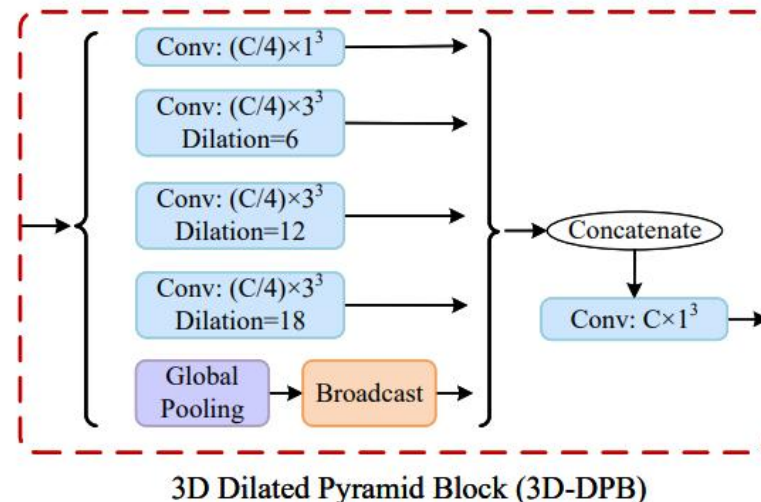 Conv: (C/4)×1³
Conv: (C/4)×3³
Dilation=6
Conv: (C/4)×3³
Dilation=12
Conv: (C/4)×3³
Dilation=18
Global
Pooling
Broadcast
Concatenate
Conv: C×1³
3D Dilated Pyramid Block (3D-DPB)